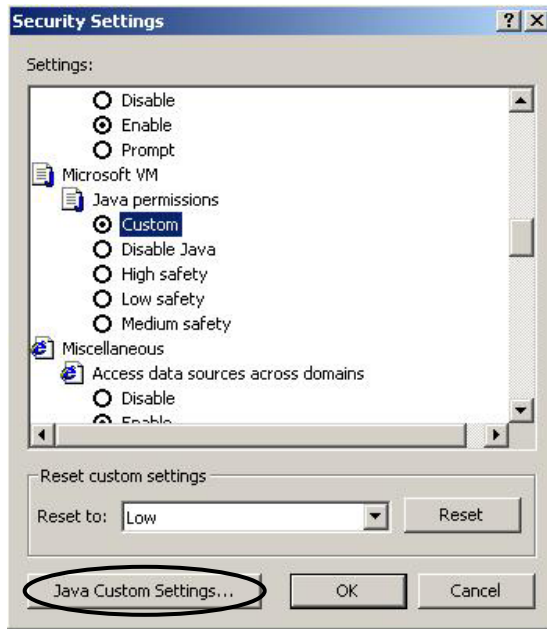 Security Settings
Settings:
Disable
Enable
Prompt
Microsoft VM
Java permissions
Custom
Disable Java
High safety
Low safety
Medium safety
Miscellaneous
Access data sources across domains
Disable
Enable
Reset custom settings
Reset to: Low Reset
Java Custom Settings... OK Cancel